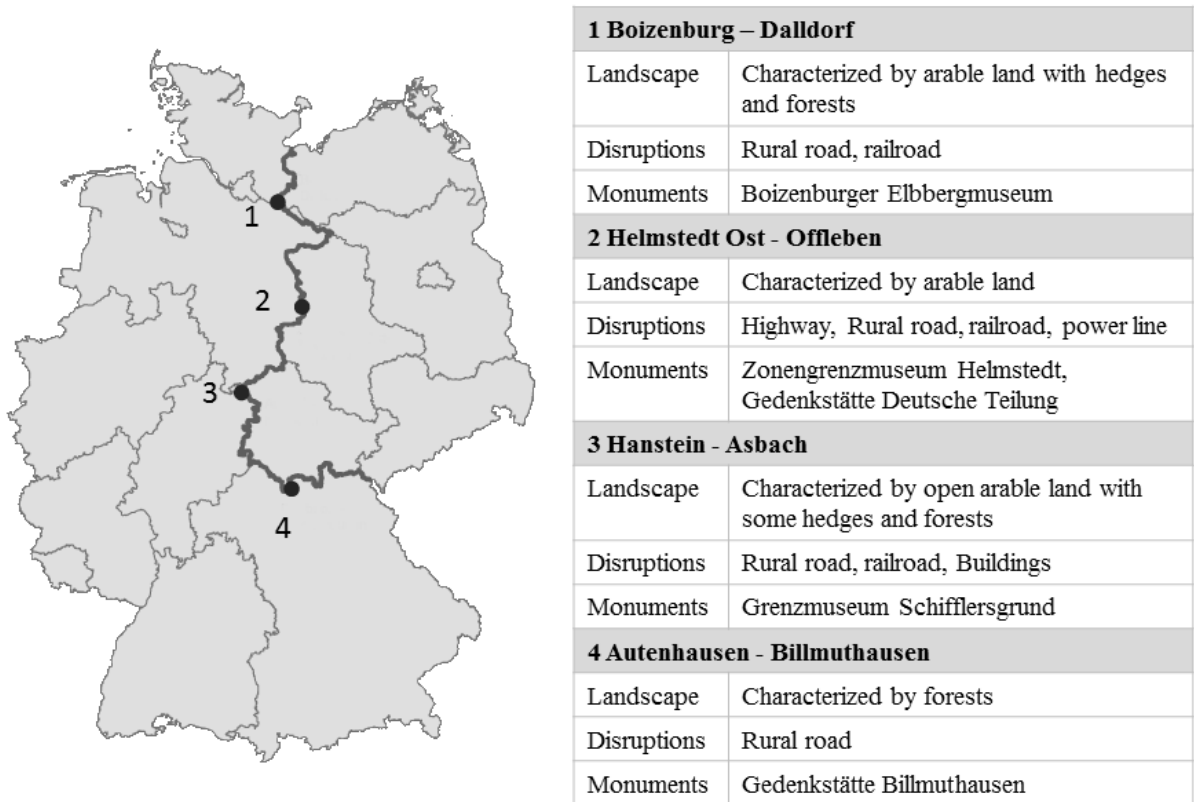 1
2
3
4
1 Boizenburg – Dalldorf
Landscape Characterized by arable land with hedges
and forests
Disruptions Rural road, railroad
Monuments Boizenburger Elbbergmuseum
2 Helmstedt Ost - Offleben
Landscape Characterized by arable land
Disruptions Highway, Rural road, railroad, power line
Monuments Zonengrenzmuseum Helmstedt,
Gedenkstätte Deutsche Teilung
3 Hanstein - Asbach
Landscape Characterized by open arable land with
some hedges and forests
Disruptions Rural road, railroad, Buildings
Monuments Grenzmuseum Schifflersgrund
4 Autenhausen - Billmuthausen
Landscape Characterized by forests
Disruptions Rural road
Monuments Gedenkstätte Billmuthausen